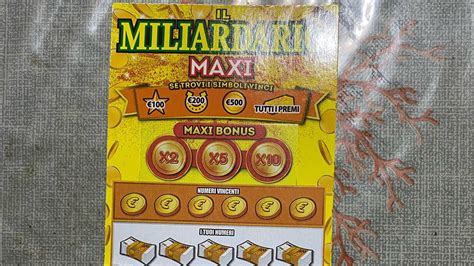 IL
MILIARDARIO
MAXI
SE TROVI I SIMBOLI VINCI
€100 €200 €500 TUTTI I PREMI
MAXI BONUS
X2 X5 X10
NUMERI VINCENTI
€ € € € € €
I TUOI NUMERI